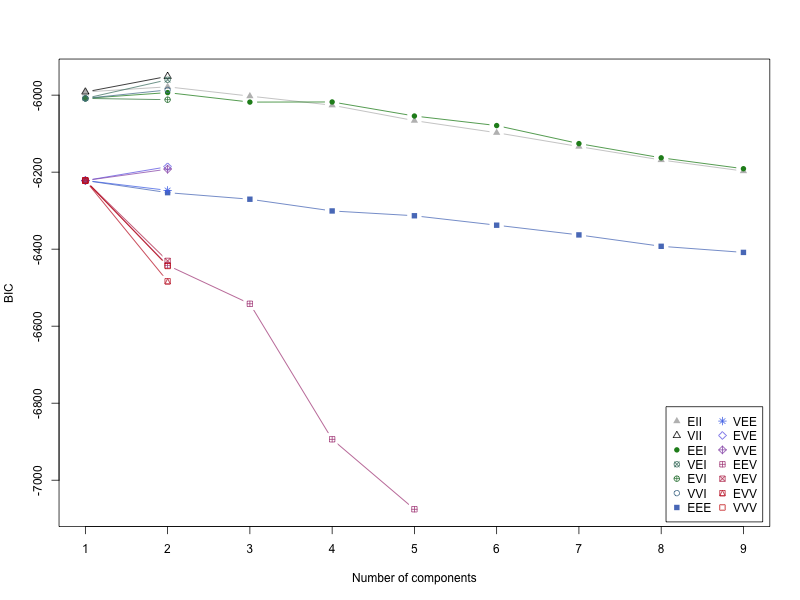 BIC
-6000
-6200
-6400
-6600
-6800
-7000
1 2 3 4 5 6 7 8 9
Number of components
EII VEE
VII EVE
EEI VVE
VEI EEV
EVI VEV
VVI EVV
EEE VVV